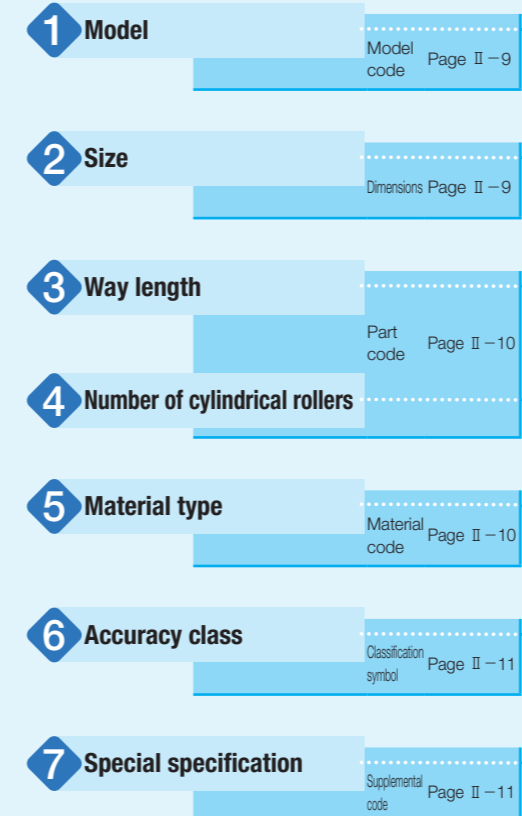 1 Model
Model
code
Page Ⅱ-9
2 Size
Dimensions Page Ⅱ-9
3 Way length
Part
code
Page Ⅱ-10
4 Number of cylindrical rollers
5 Material type
Material
code
Page Ⅱ-10
6 Accuracy class
Classification
symbol
Page Ⅱ-11
7 Special specification
Supplemental
code
Page Ⅱ-11